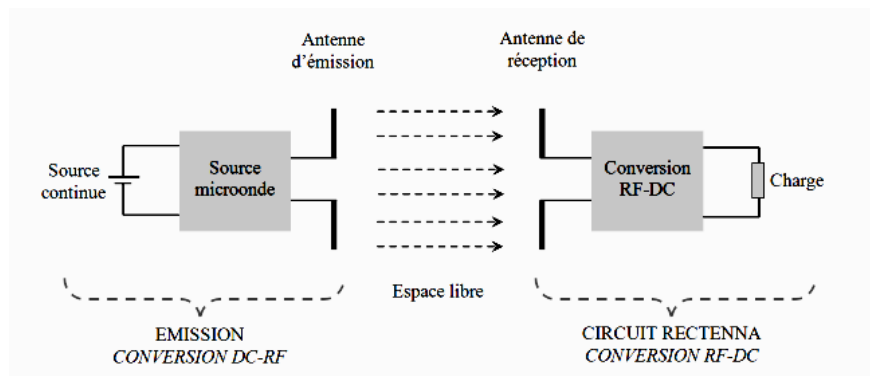 Antenne
d'émission
Antenne de
réception
Source
continue
Source
microonde
Conversion
RF-DC
Charge
Espace libre
EMISSION
CONVERSION DC-RF
CIRCUIT RECTENNA
CONVERSION RF-DC